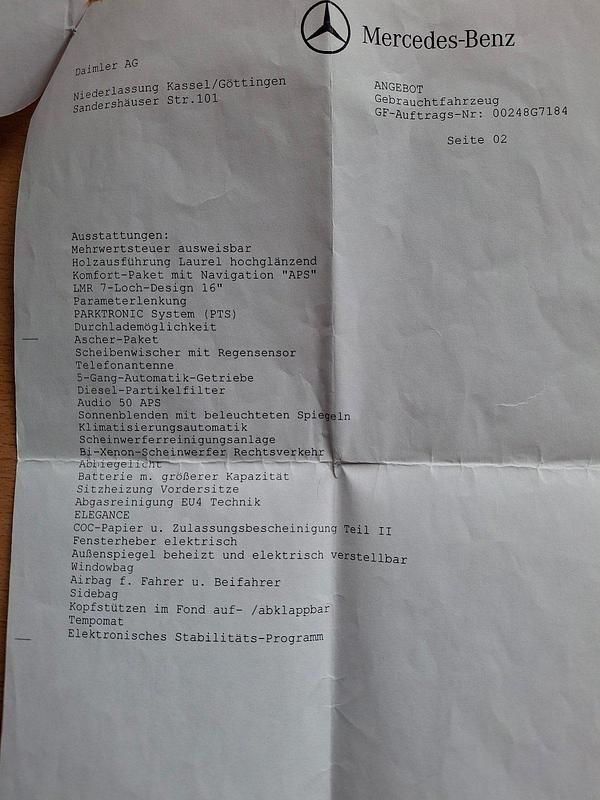 Mercedes-Benz
Daimler AG
Niederlassung Kassel/Göttingen
Sandershäuser Str.101
ANGEBOT
Gebrauchtfahrzeug
GF-Auftrags-Nr: 00248G7184
Seite 02
Ausstattungen:
Mehrwertsteuer ausweisbar
Holzausführung Laurel hochglänzend
Komfort-Paket mit Navigation "APS"
LMR 7-Loch-Design 16"
Parameterlenkung
PARKTRONIC System (PTS)
Durchlademöglichkeit
Ascher-Paket
Scheibenwischer mit Regensensor
Telefonantenne
5-Gang-Automatik-Getriebe
Diesel-Partikelfilter
Audio 50 APS
Sonnenblenden mit beleuchteten Spiegeln
Klimatisierungsautomatik
Scheinwerferreinigungsanlage
Bi-Xenon-Scheinwerfer Rechtsverkehr
Abbiegelicht
Batterie m. größerer Kapazität
Sitzheizung Vordersitze
Abgasreinigung EU4 Technik
ELEGANCE
COC-Papier u. Zulassungsbescheinigung Teil II
Fensterheber elektrisch
Außenspiegel beheizt und elektrisch verstellbar
Windowbag
Airbag f. Fahrer u. Beifahrer
Sidebag
Kopfstützen im Fond auf- /abklappbar
Tempomat
Elektronisches Stabilitäts-Programm